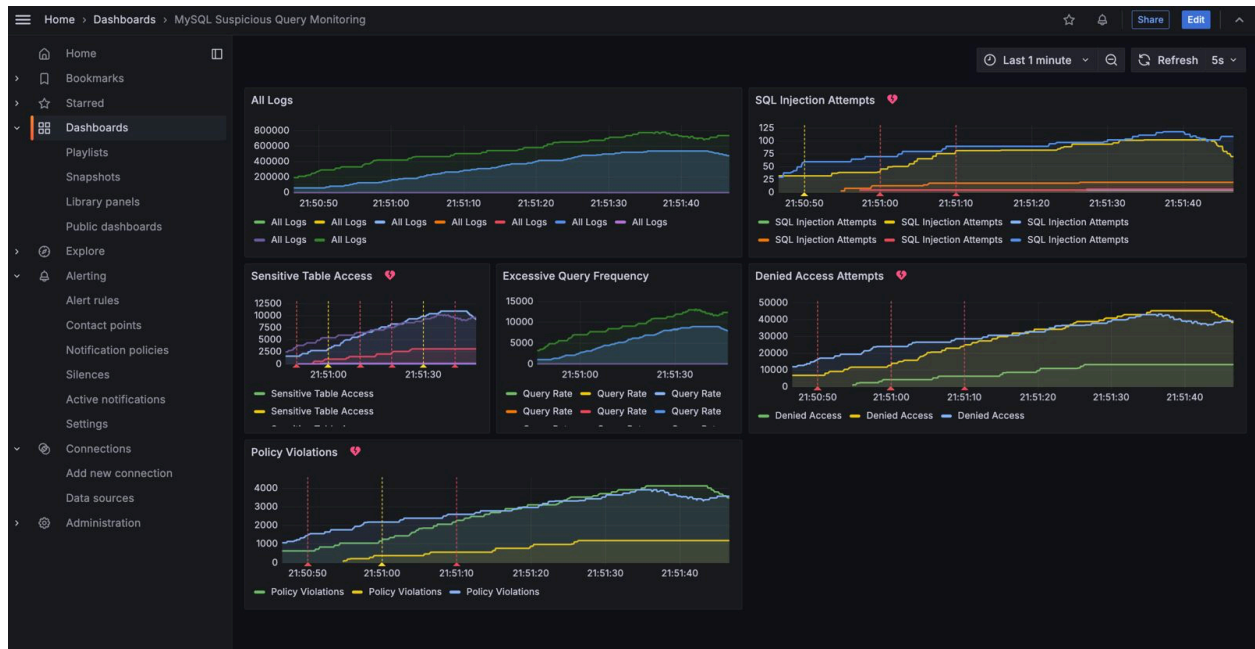 Home › Dashboards › MySQL Suspicious Query Monitoring
Share
Edit
Home
Bookmarks
Starred
Dashboards
Playlists
Snapshots
Library panels
Public dashboards
Explore
Alerting
Alert rules
Contact points
Notification policies
Silences
Active notifications
Settings
Connections
Add new connection
Data sources
Administration
Last 1 minute
Refresh 5s
All Logs
800000
600000
400000
200000
0
21:50:50 21:51:00 21:51:10 21:51:20 21:51:30 21:51:40
All Logs All Logs All Logs All Logs All Logs All Logs All Logs
All Logs All Logs
SQL Injection Attempts
125
100
75
50
25
0
21:50:50 21:51:00 21:51:10 21:51:20 21:51:30 21:51:40
SQL Injection Attempts SQL Injection Attempts SQL Injection Attempts
SQL Injection Attempts SQL Injection Attempts SQL Injection Attempts
Sensitive Table Access
12500
10000
7500
5000
2500
0
21:51:00 21:51:30
Sensitive Table Access
Sensitive Table Access
Excessive Query Frequency
15000
10000
5000
0
21:51:00 21:51:30
Query Rate Query Rate Query Rate
Query Rate Query Rate Query Rate
Denied Access Attempts
50000
40000
30000
20000
10000
0
21:50:50 21:51:00 21:51:10 21:51:20 21:51:30 21:51:40
Denied Access Denied Access Denied Access
Policy Violations
4000
3000
2000
1000
0
21:50:50 21:51:00 21:51:10 21:51:20 21:51:30 21:51:40
Policy Violations Policy Violations Policy Violations